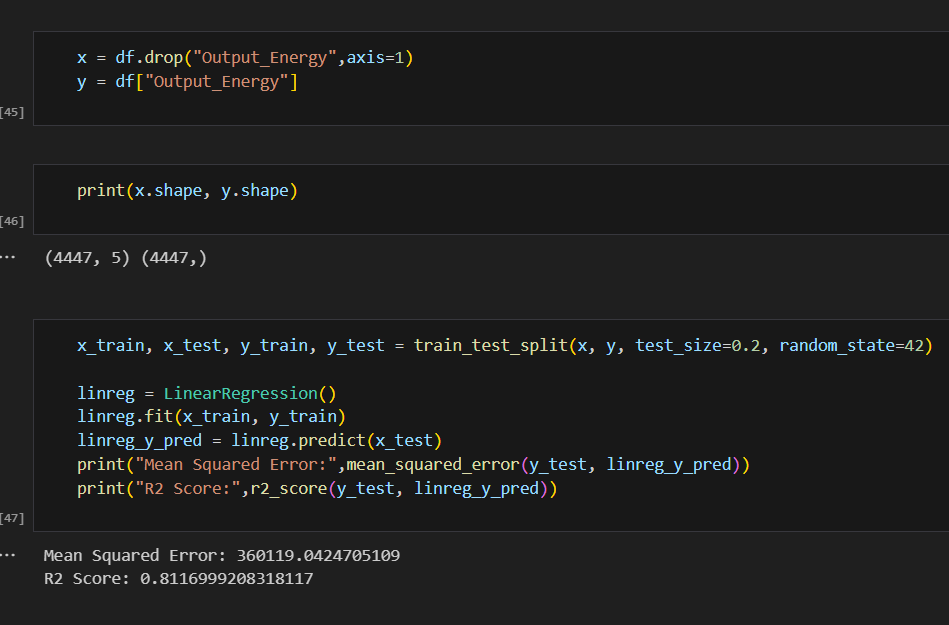 x = df.drop("Output_Energy",axis=1)
y = df["Output_Energy"]
[45]
print(x.shape, y.shape)
[46]
... (4447, 5) (4447,)
x_train, x_test, y_train, y_test = train_test_split(x, y, test_size=0.2, random_state=42)
linreg = LinearRegression()
linreg.fit(x_train, y_train)
linreg_y_pred = linreg.predict(x_test)
print("Mean Squared Error:",mean_squared_error(y_test, linreg_y_pred))
print("R2 Score:",r2_score(y_test, linreg_y_pred))
[47]
... Mean Squared Error: 360119.0424705109
R2 Score: 0.8116999208318117